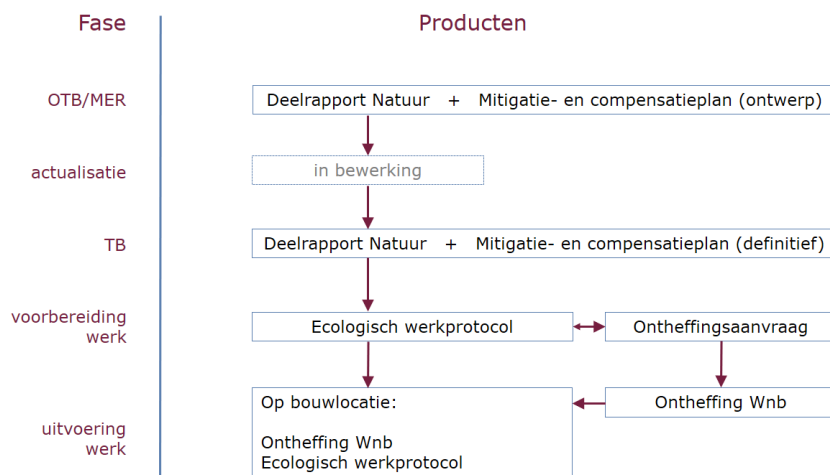 Fase
Producten
OTB/MER
Deelrapport Natuur + Mitigatie- en compensatieplan (ontwerp)
actualisatie
in bewerking
TB
Deelrapport Natuur + Mitigatie- en compensatieplan (definitief)
voorbereiding
werk
Ecologisch werkprotocol
Ontheffingsaanvraag
uitvoering
werk
Op bouwlocatie:
Ontheffing Wnb
Ecologisch werkprotocol
Ontheffing Wnb